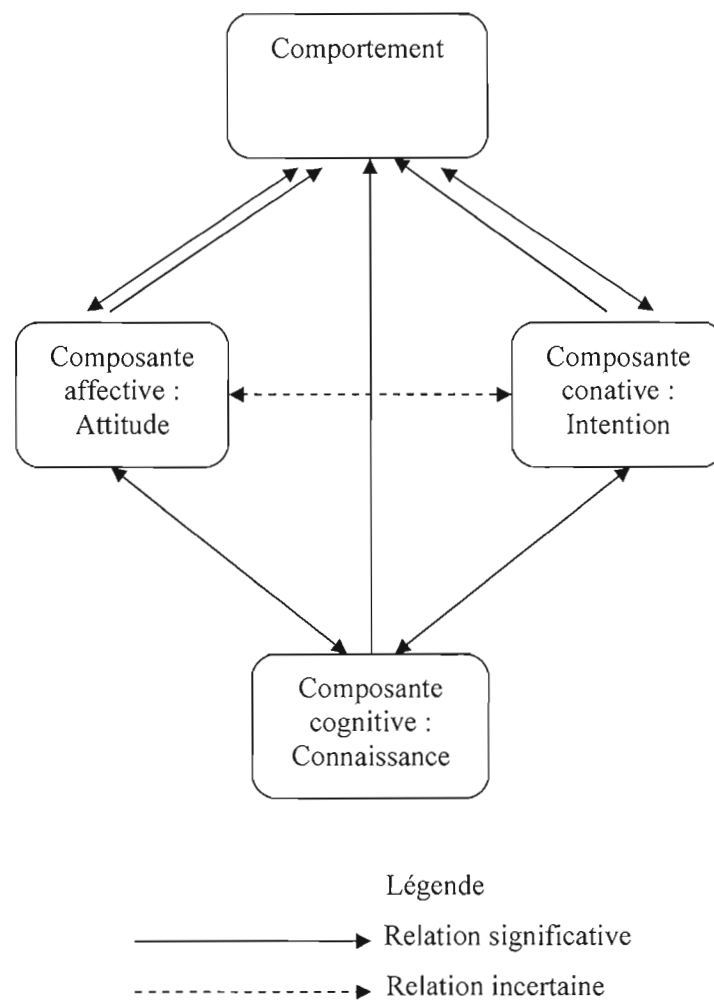 Comportement
Composante
affective :
Attitude
Composante
conative :
Intention
Composante
cognitive :
Connaissance
Légende
Relation significative
Relation incertaine